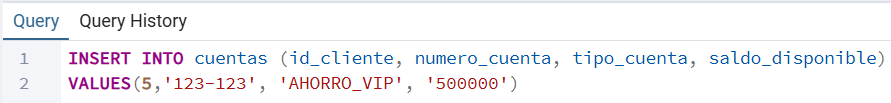 Query Query History
1 INSERT INTO cuentas (id_cliente, numero_cuenta, tipo_cuenta, saldo_disponible)
2 VALUES(5,'123-123', 'AHORRO_VIP', '500000')